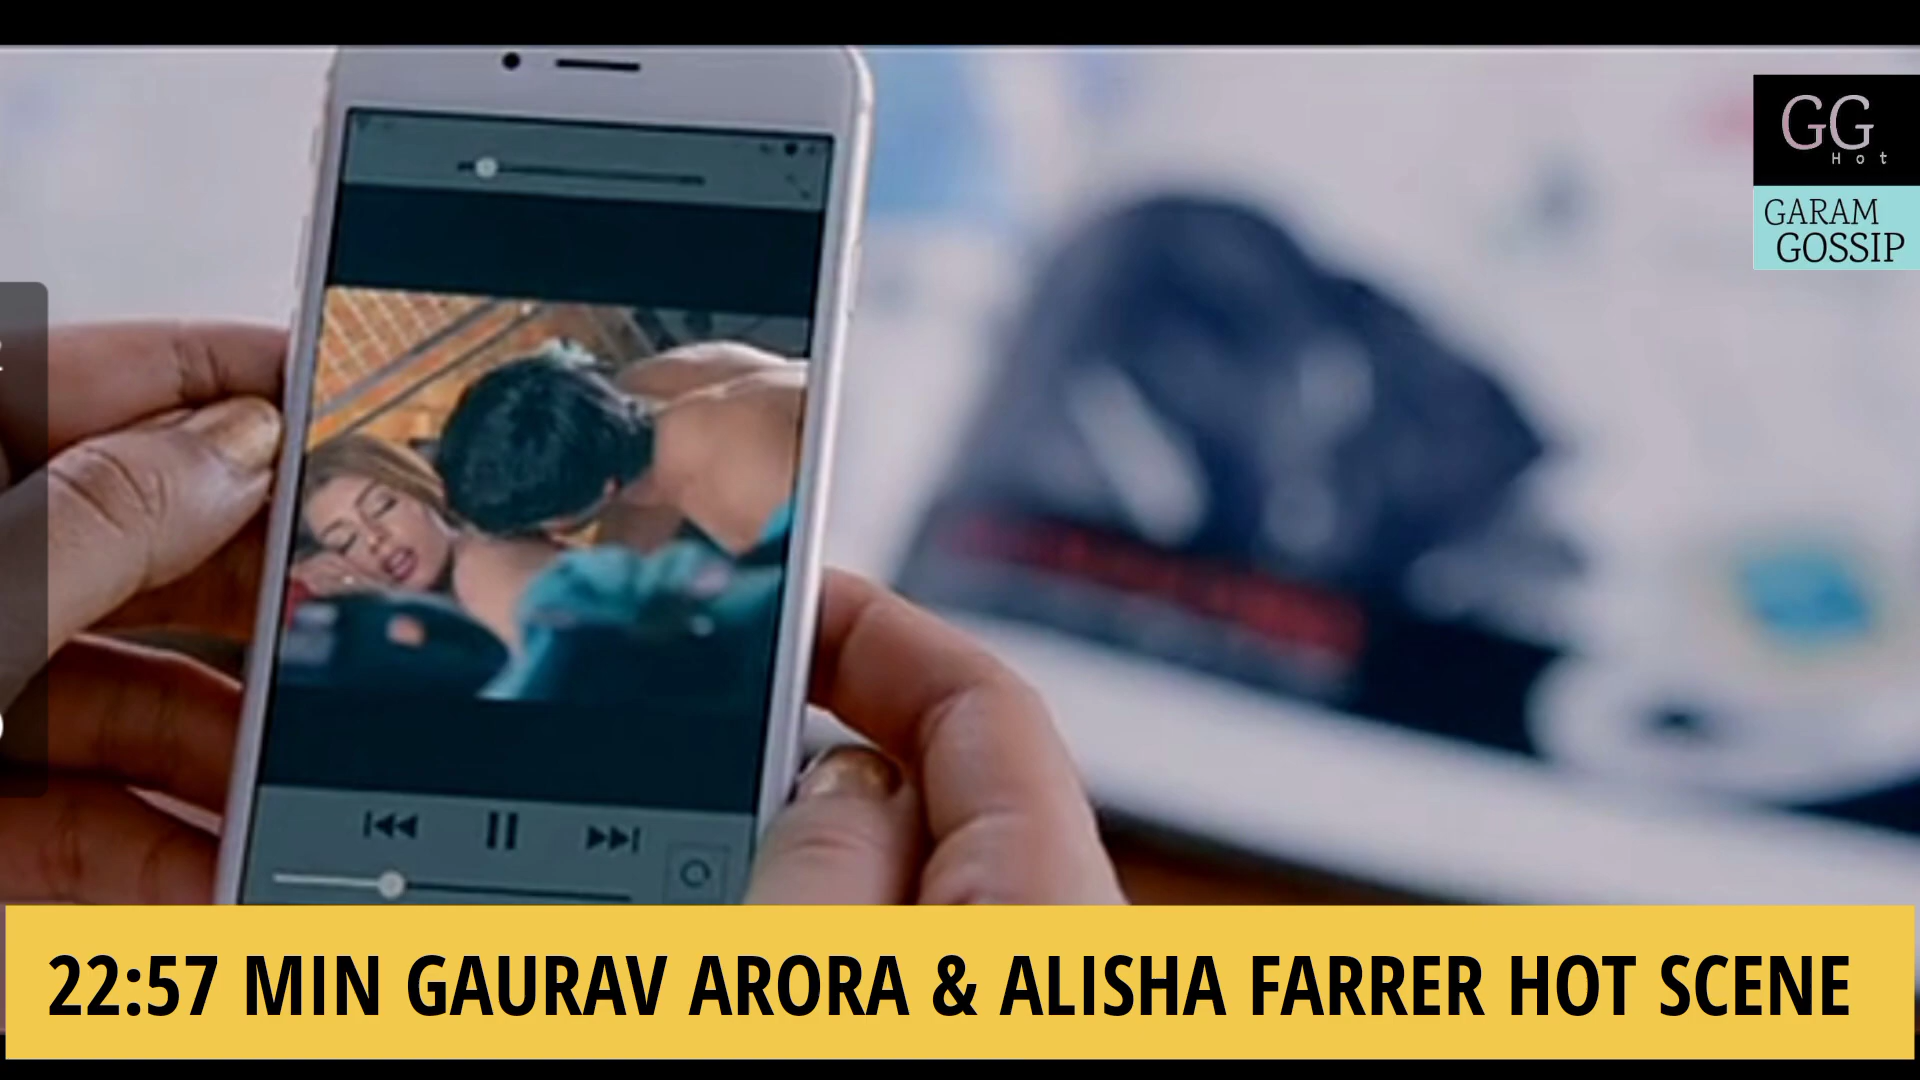 GG
Hot
GARAM
GOSSIP
22:57 MIN GAURAV ARORA & ALISHA FARRER HOT SCENE